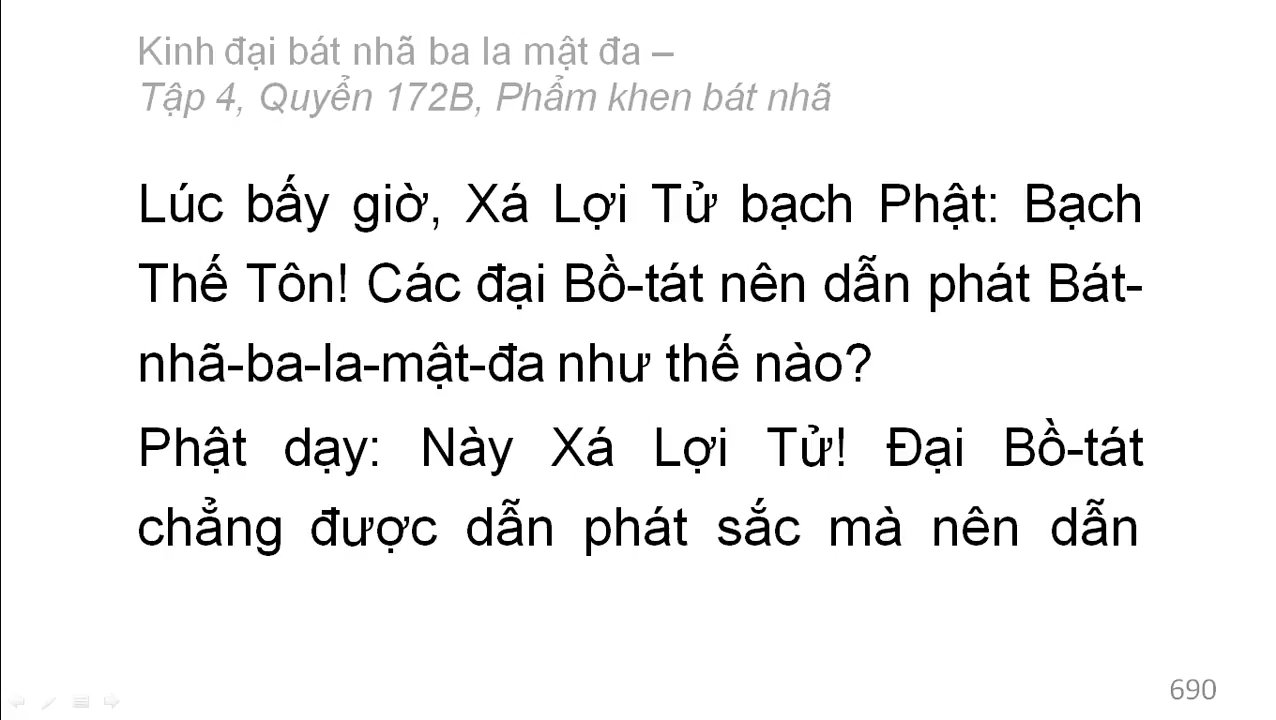 Kinh đại bát nhã ba la mật đa –
Tập 4, Quyển 172B, Phẩm khen bát nhã
Lúc bấy giờ, Xá Lợi Tử bạch Phật: Bạch
Thế Tôn! Các đại Bồ-tát nên dẫn phát Bát-
nhã-ba-la-mật-đa như thế nào?
Phật dạy: Này Xá Lợi Tử! Đại Bồ-tát
chẳng được dẫn phát sắc mà nên dẫn
690